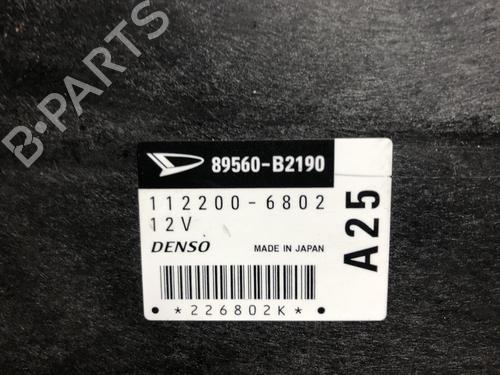 B-PARTS
89560-B2190
112200-6802
12V
DENSO
MADE IN JAPAN
*226802K*
A25